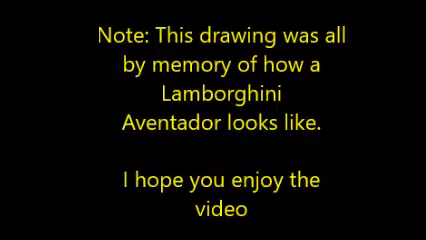 Note: This drawing was all
by memory of how a
Lamborghini
Aventador looks like.
I hope you enjoy the
video